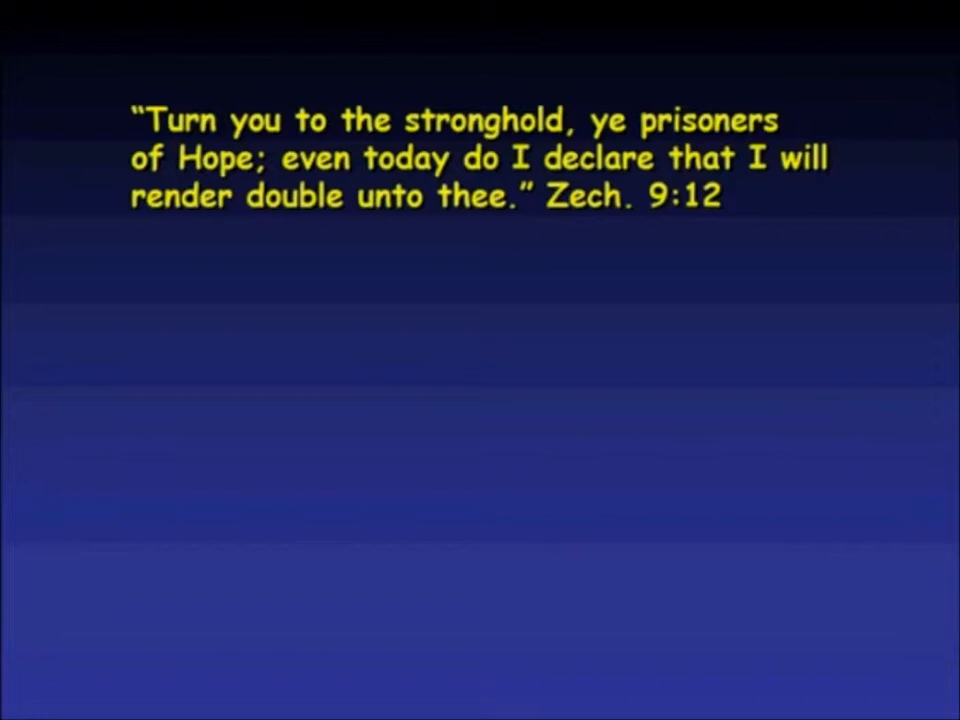 “Turn you to the stronghold, ye prisoners
of Hope; even today do I declare that I will
render double unto thee.” Zech. 9:12